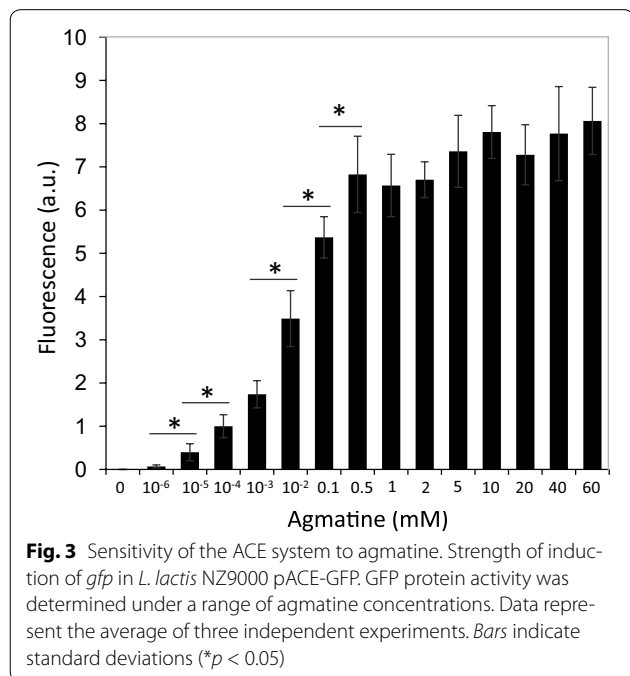 10
9
8
7
6
5
4
3
2
1
0
Fluorescence (a.u.)
*
*
*
*
*
*
0 10⁻⁶ 10⁻⁵ 10⁻⁴ 10⁻³ 10⁻² 0.1 0.5 1 2 5 10 20 40 60
Agmatine (mM)
Fig. 3 Sensitivity of the ACE system to agmatine. Strength of induc-
tion of gfp in L. lactis NZ9000 pACE-GFP. GFP protein activity was
determined under a range of agmatine concentrations. Data repre-
sent the average of three independent experiments. Bars indicate
standard deviations (*p < 0.05)